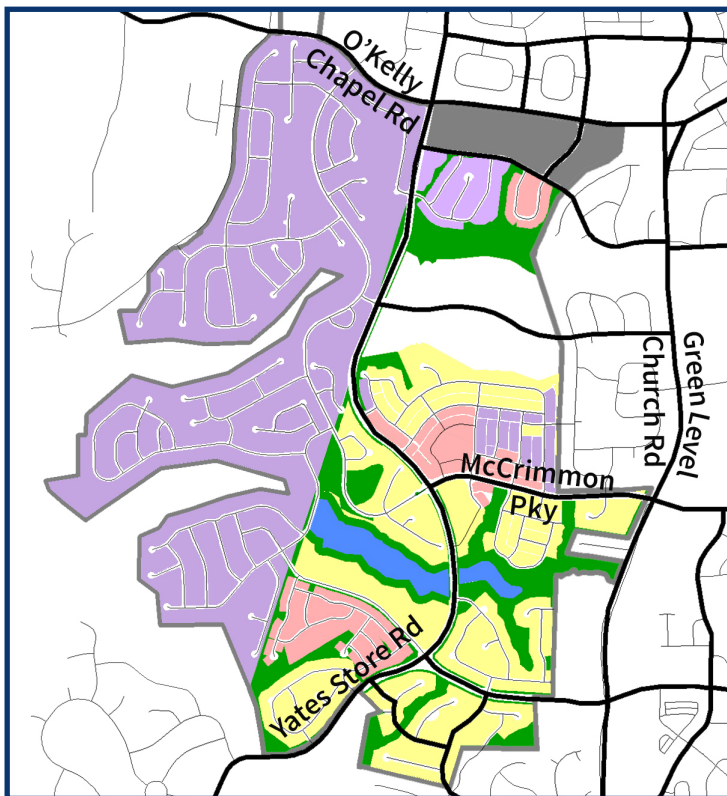 O'Kelly
Chapel Rd
Green Level
Church Rd
McCrimmon
Pky
Yates Store Rd